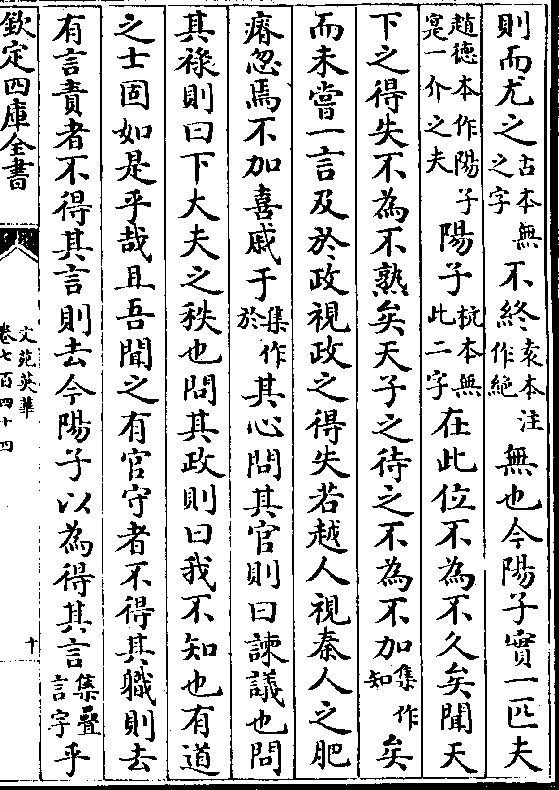 則而尤之古本無之字不終袁本注作絶無也今陽子實一匹夫
趙德本作陽子寔一介之夫陽子杭本無此二字在此位不為不久矣聞天
下之得失不為不熟矣天子之待之不為不加集作知矣
而未嘗一言及於政視政之得失若越人視秦人之肥
瘠忽焉不加喜戚于集作於其心問其官則曰諫議也問
其祿則曰下大夫之秩也問其政則曰我不知也有道
之士固如是乎哉且吾聞之有官守者不得其職則去
有言責者不得其言則去今陽子以為得其言集疊言字乎
欽定四庫全書
文苑英華
卷七百四十四
十